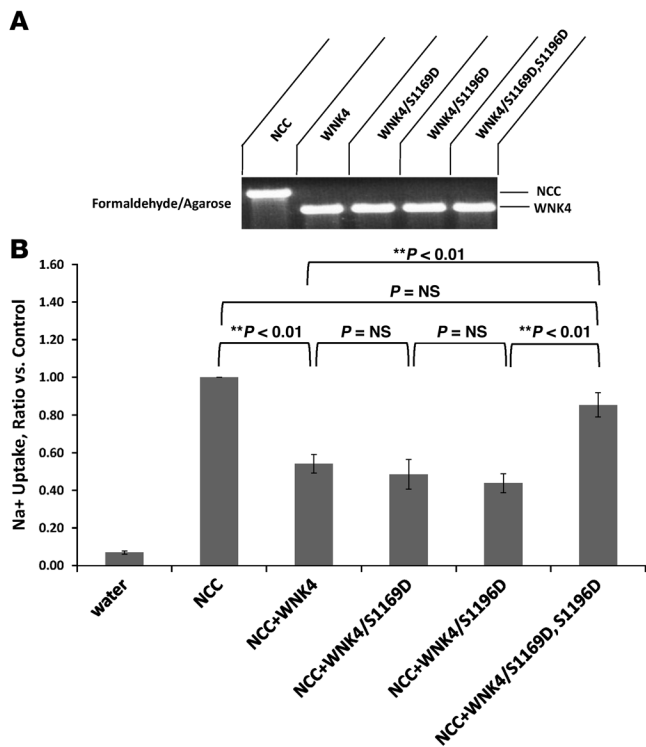 A
NCC
WNK4
WNK4/S1169D
WNK4/S1196D
WNK4/S1169D,S1196D
Formaldehyde/Agarose
NCC
WNK4
B
**P < 0.01
P = NS
**P < 0.01
P = NS
P = NS
**P < 0.01
Na+ Uptake, Ratio vs. Control
1.60
1.40
1.20
1.00
0.80
0.60
0.40
0.20
0.00
water
NCC
NCC+WNK4
NCC+WNK4/S1169D
NCC+WNK4/S1196D
NCC+WNK4/S1169D, S1196D